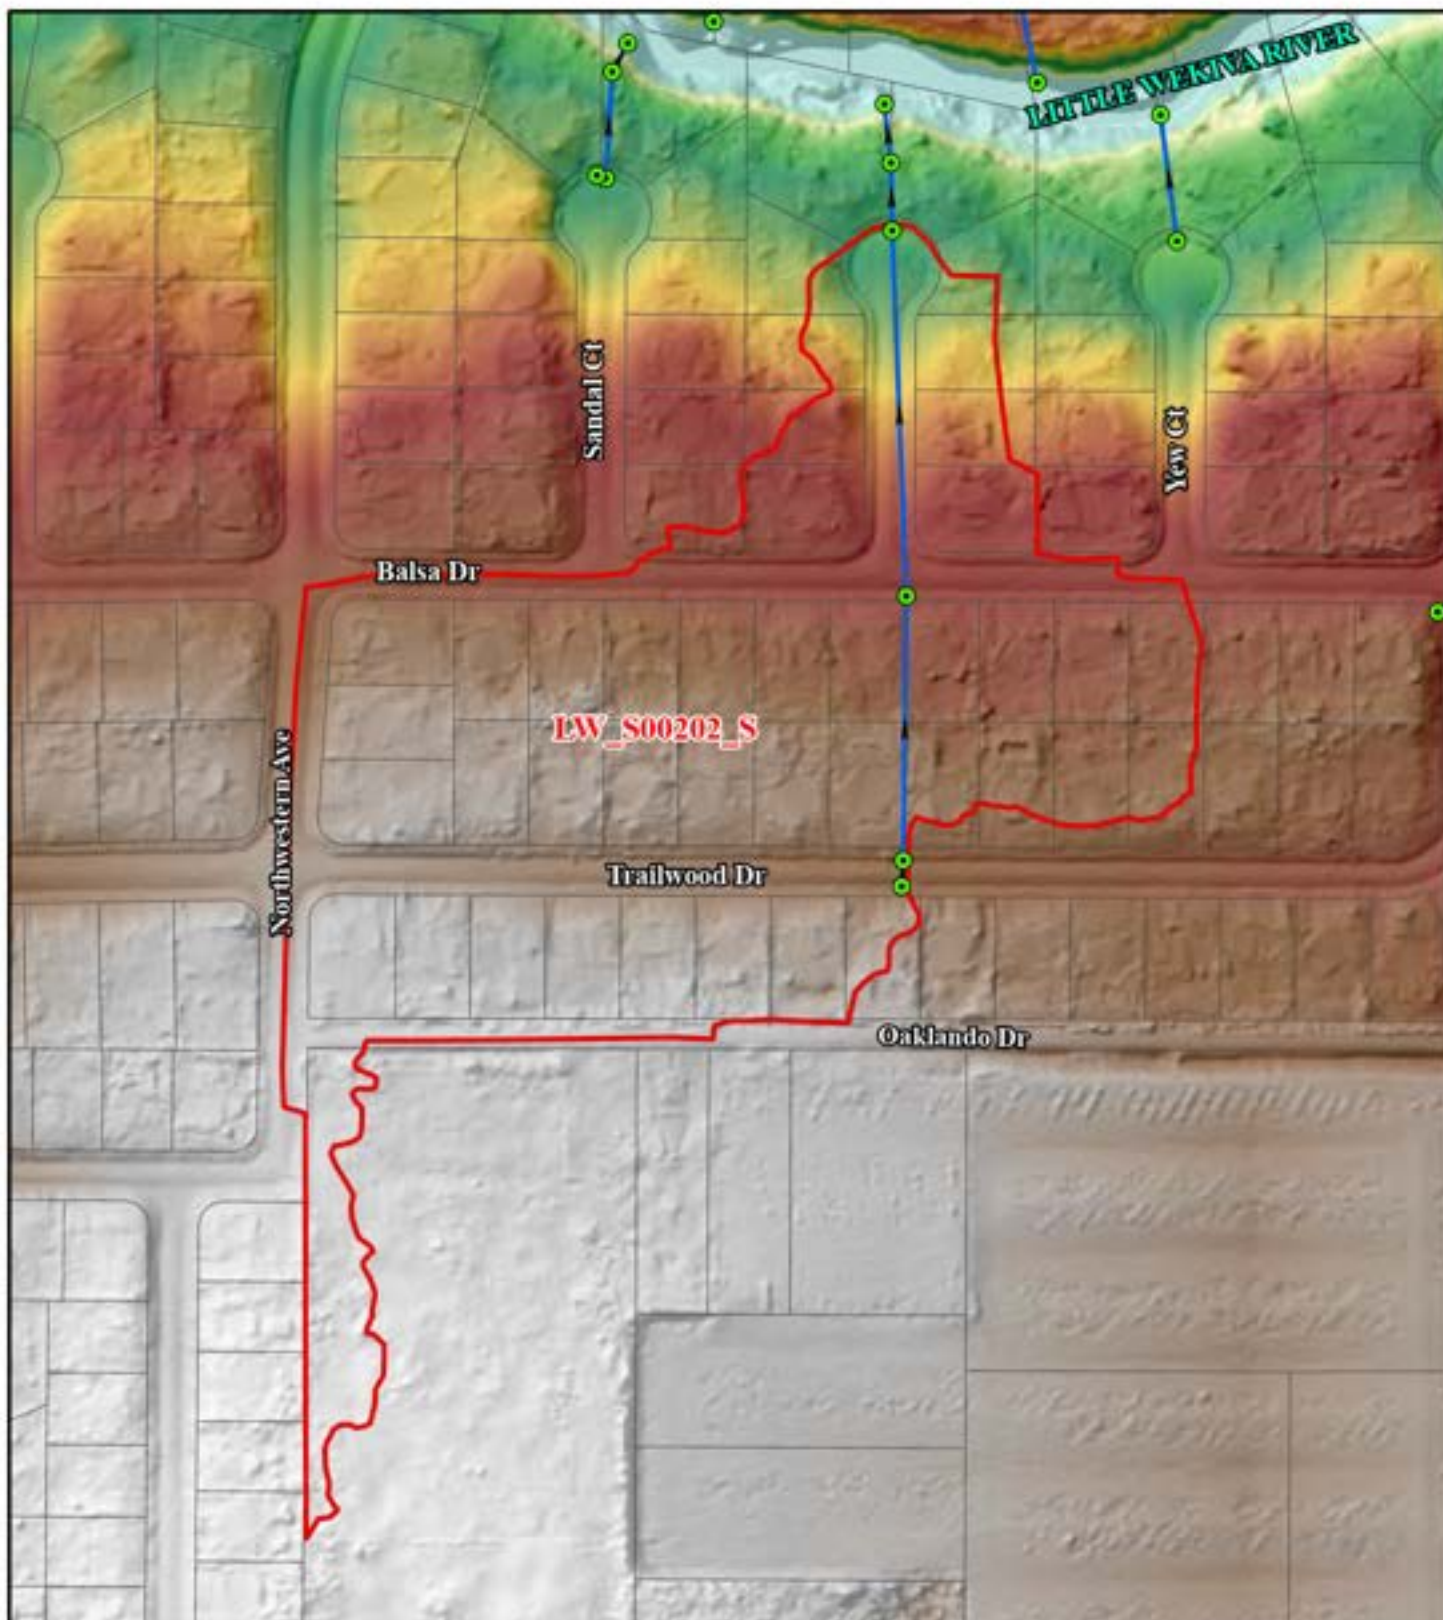 LITTLE WEKIVA RIVER
Sandal Ct
Yew Ct
Balsa Dr
LW_S00202_S
Northwestern Ave
Trailwood Dr
Oaklando Dr